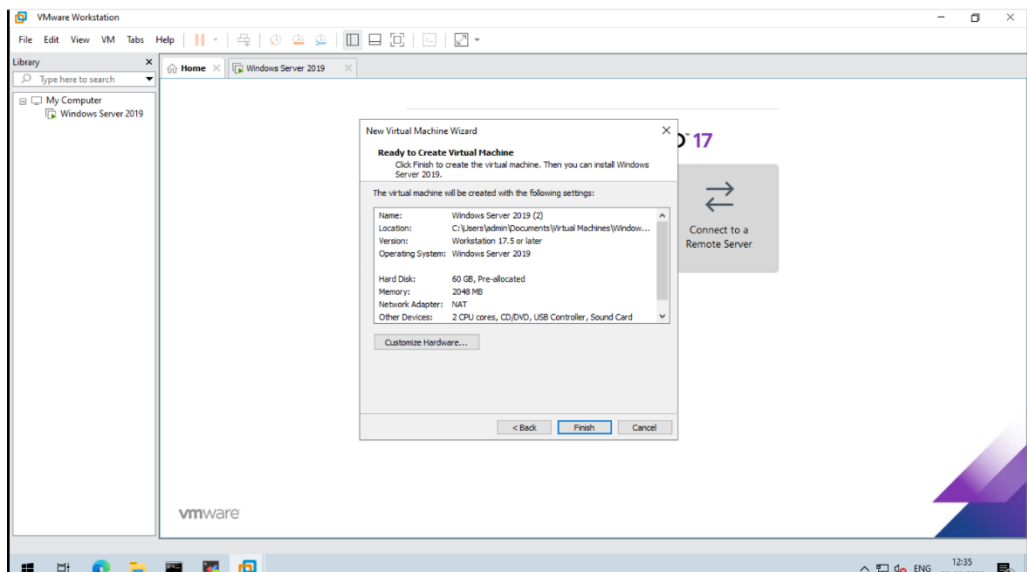 VMware Workstation
File Edit View VM Tabs Help
Library
Type here to search
Home
Windows Server 2019
My Computer
Windows Server 2019
17
New Virtual Machine Wizard
Ready to Create Virtual Machine
Click Finish to create the virtual machine. Then you can install Windows
Server 2019.
The virtual machine will be created with the following settings:
Name: Windows Server 2019 (2)
Location: C:\Users\admin\Documents\Virtual Machines\Window...
Version: Workstation 17.5 or later
Operating System: Windows Server 2019
Hard Disk: 60 GB, Pre-allocated
Memory: 2048 MB
Network Adapter: NAT
Other Devices: 2 CPU cores, CD/DVD, USB Controller, Sound Card
Customize Hardware...
< Back Finish Cancel
Connect to a
Remote Server
vmware
ENG
12:35